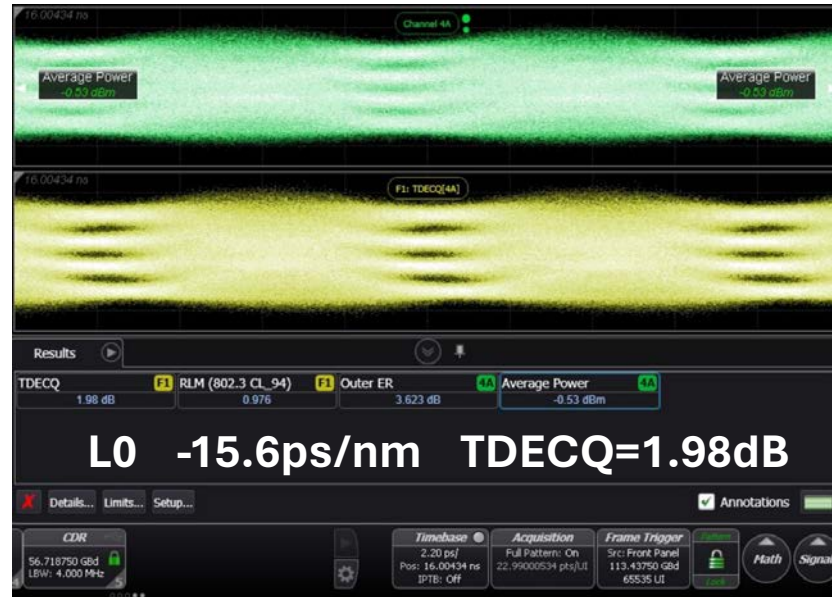 16.00434 ns
Channel 4A
Average Power
-0.53 dBm
Average Power
-0.53 dBm
16.00434 ns
F1: TDECQ[4A]
Results
TDECQ F1 RLM (802.3 CL_94) F1 Outer ER 4A Average Power 4A
1.98 dB 0.976 3.623 dB -0.53 dBm
L0 -15.6ps/nm TDECQ=1.98dB
X Details... Limits... Setup... Annotations
CDR
56.718750 GBd
LBW: 4.000 MHz
4
5
Timebase
2.20 ps/
Pos: 16.00434 ns
IPTB: Off
Acquisition
Full Pattern: On
22.99000534 pts/UI
Frame Trigger
Src: Front Panel
113.43750 GBd
65535 UI
Pattern
Lock
Math
Signal